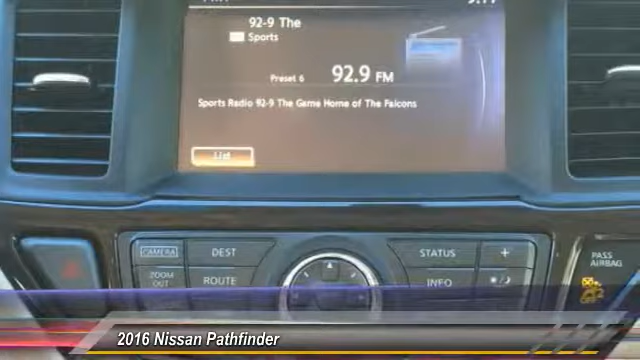 92-9 The
Sports
Preset 6 92.9 FM
Sports Radio 92-9 The Game Home of The Falcons
List
CAMERA DEST STATUS +
ZOOM OUT ROUTE INFO
PASS AIRBAG
2016 Nissan Pathfinder